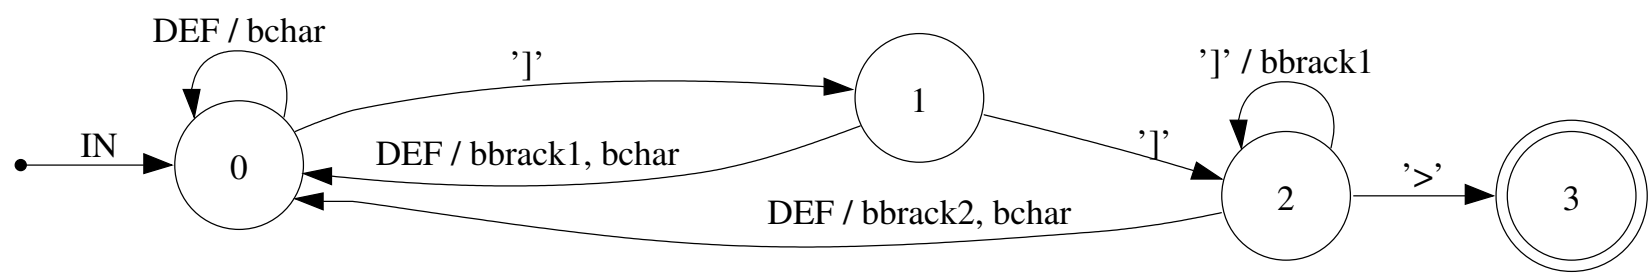 DEF / bchar
’]’
’]’ / bbrack1
1
IN
DEF / bbrack1, bchar
’]’
0
’>’
2
3
DEF / bbrack2, bchar